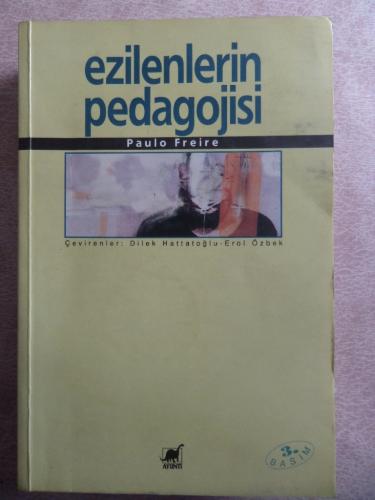 ezilenlerin
pedagojisi
Paulo Freire
Çevirenler: Dilek Hattatoğlu-Erol Özbek
AYRINTI
3.
BASIM